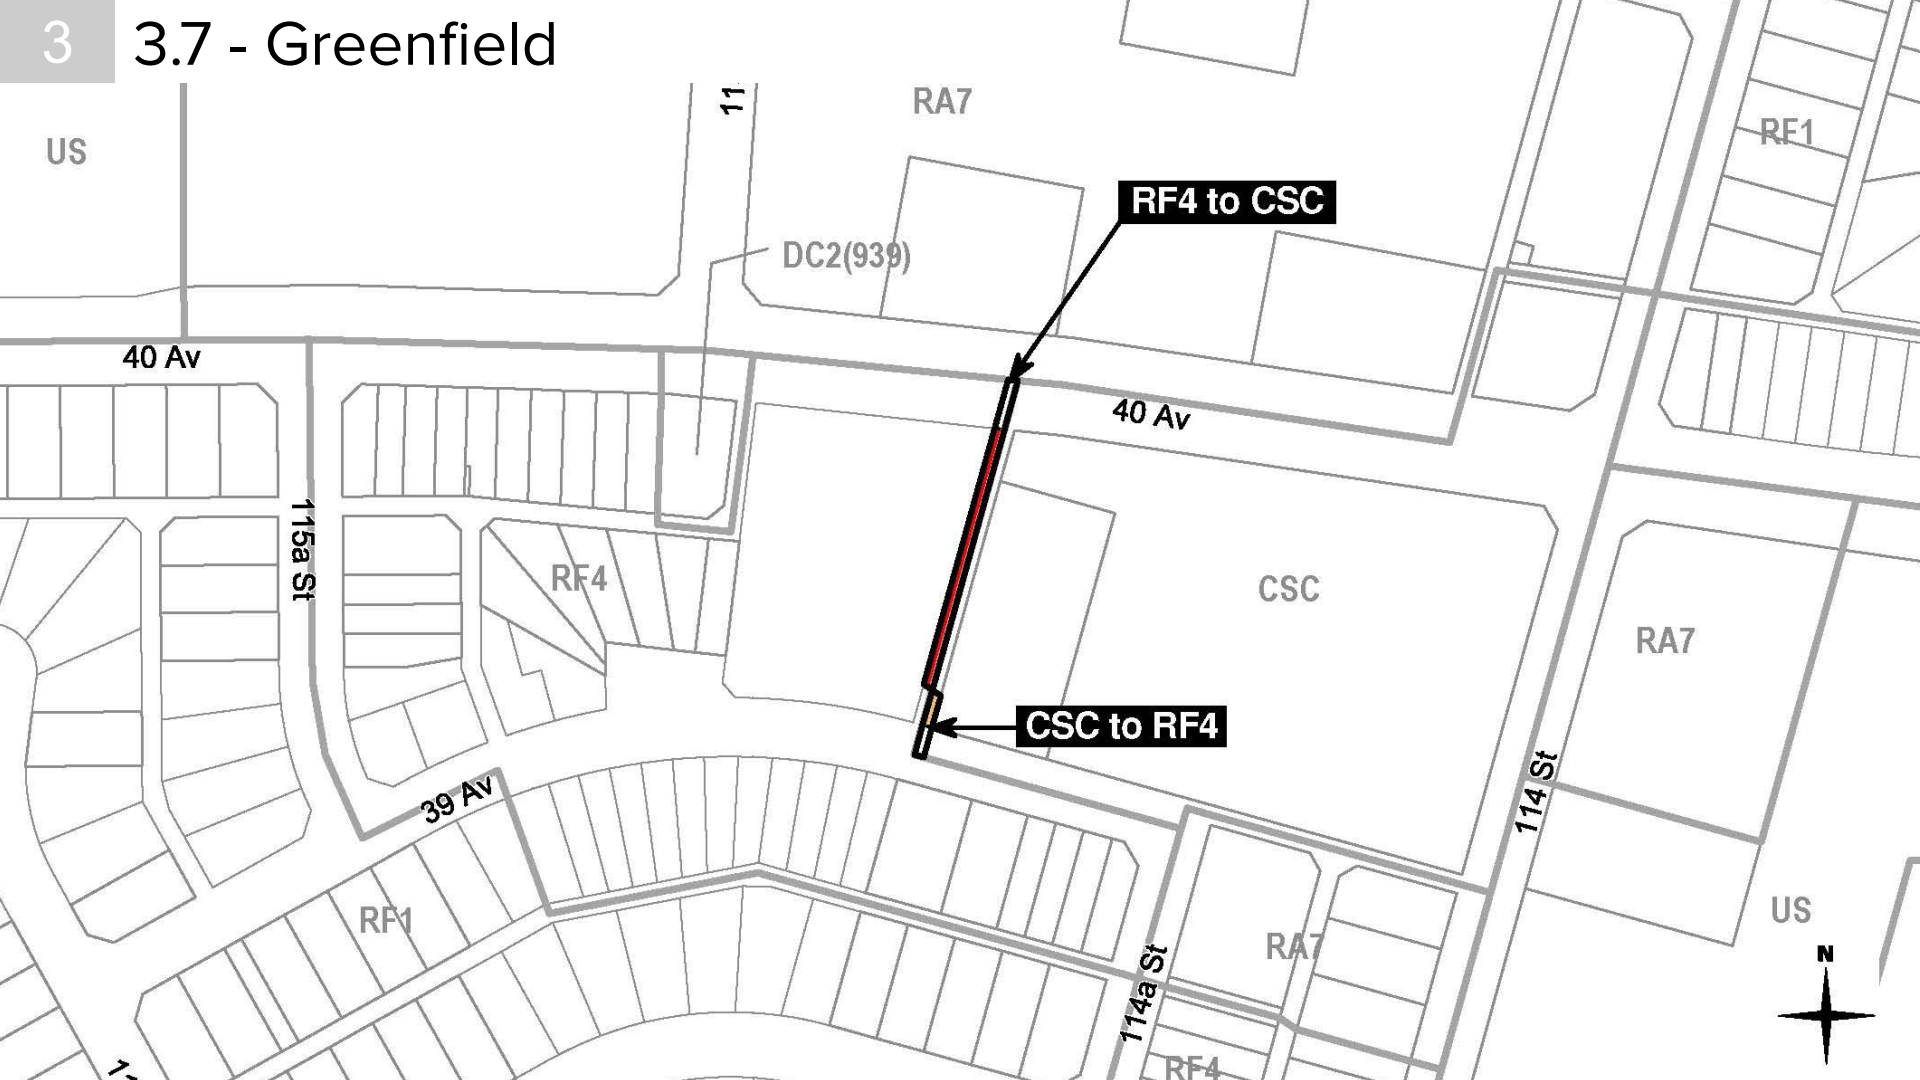 3
3.7 - Greenfield
11
RA7
US
RF1
RF4 to CSC
DC2(939)
40 Av
40 Av
115a St
RF4
CSC
RA7
CSC to RF4
114 St
39 Av
RF1
US
RA7
N
114a St
RF4